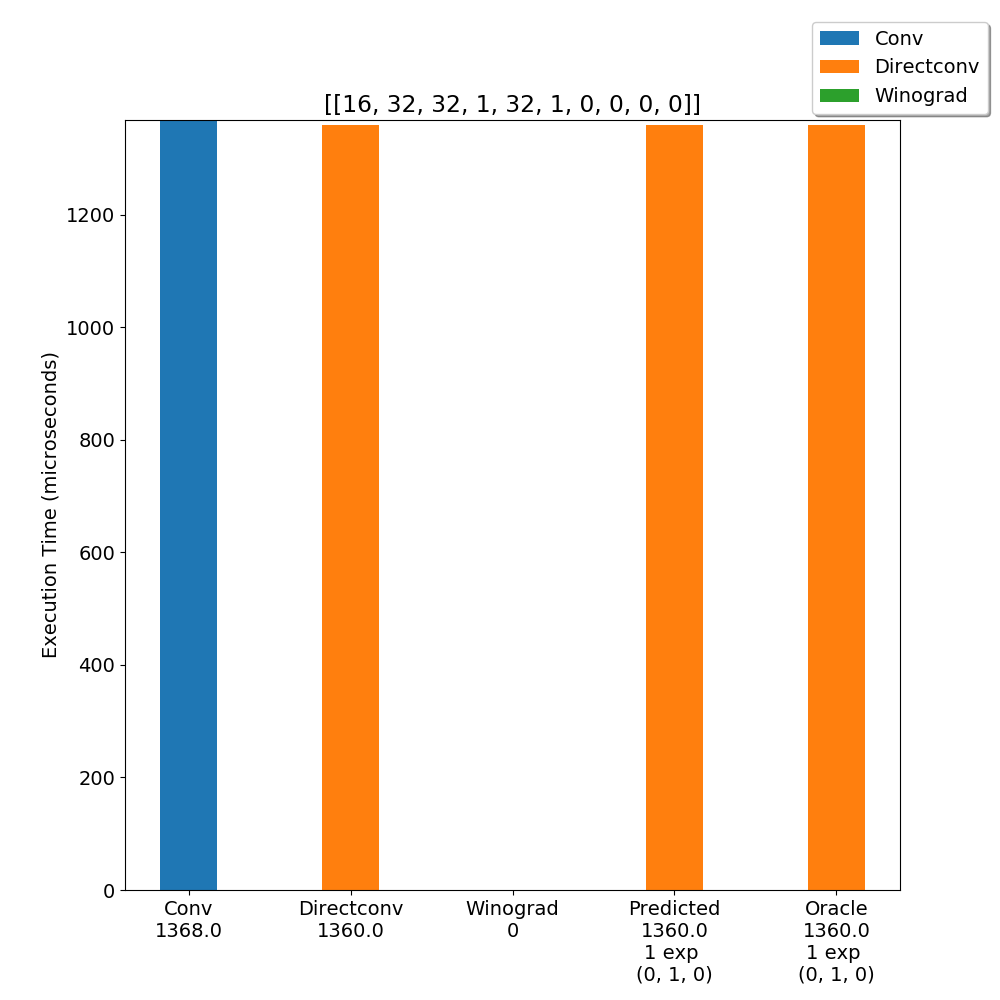 Conv
Directconv
Winograd
[[16, 32, 32, 1, 32, 1, 0, 0, 0, 0]]
Execution Time (microseconds)
1200
1000
800
600
400
200
0
Conv
1368.0
Directconv
1360.0
Winograd
0
Predicted
1360.0
1 exp
(0, 1, 0)
Oracle
1360.0
1 exp
(0, 1, 0)